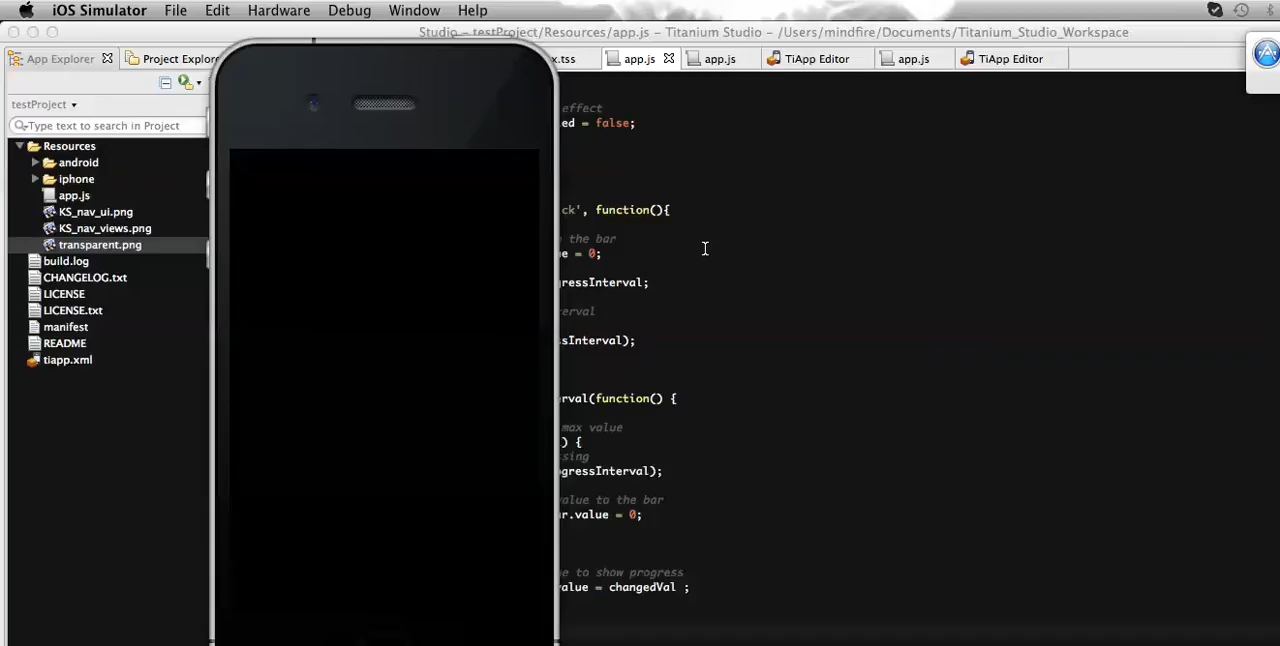 iOS Simulator File Edit Hardware Debug Window Help
Studio - testProject/Resources/app.js - Titanium Studio - /Users/mindfire/Documents/Titanium_Studio_Workspace
App Explorer Project Explor x.tss app.js app.js TiApp Editor app.js TiApp Editor
testProject
Type text to search in Project
Resources
android
iphone
app.js
KS_nav_ui.png
KS_nav_views.png
transparent.png
build.log
CHANGELOG.txt
LICENSE
LICENSE.txt
manifest
README
tiapp.xml
effect
ed = false;
ck', function(){
the bar
e = 0;
gressInterval;
erval
ssInterval);
rval(function() {
max value
) {
sing
ogressInterval);
value to the bar
r.value = 0;
e to show progress
value = changedVal ;